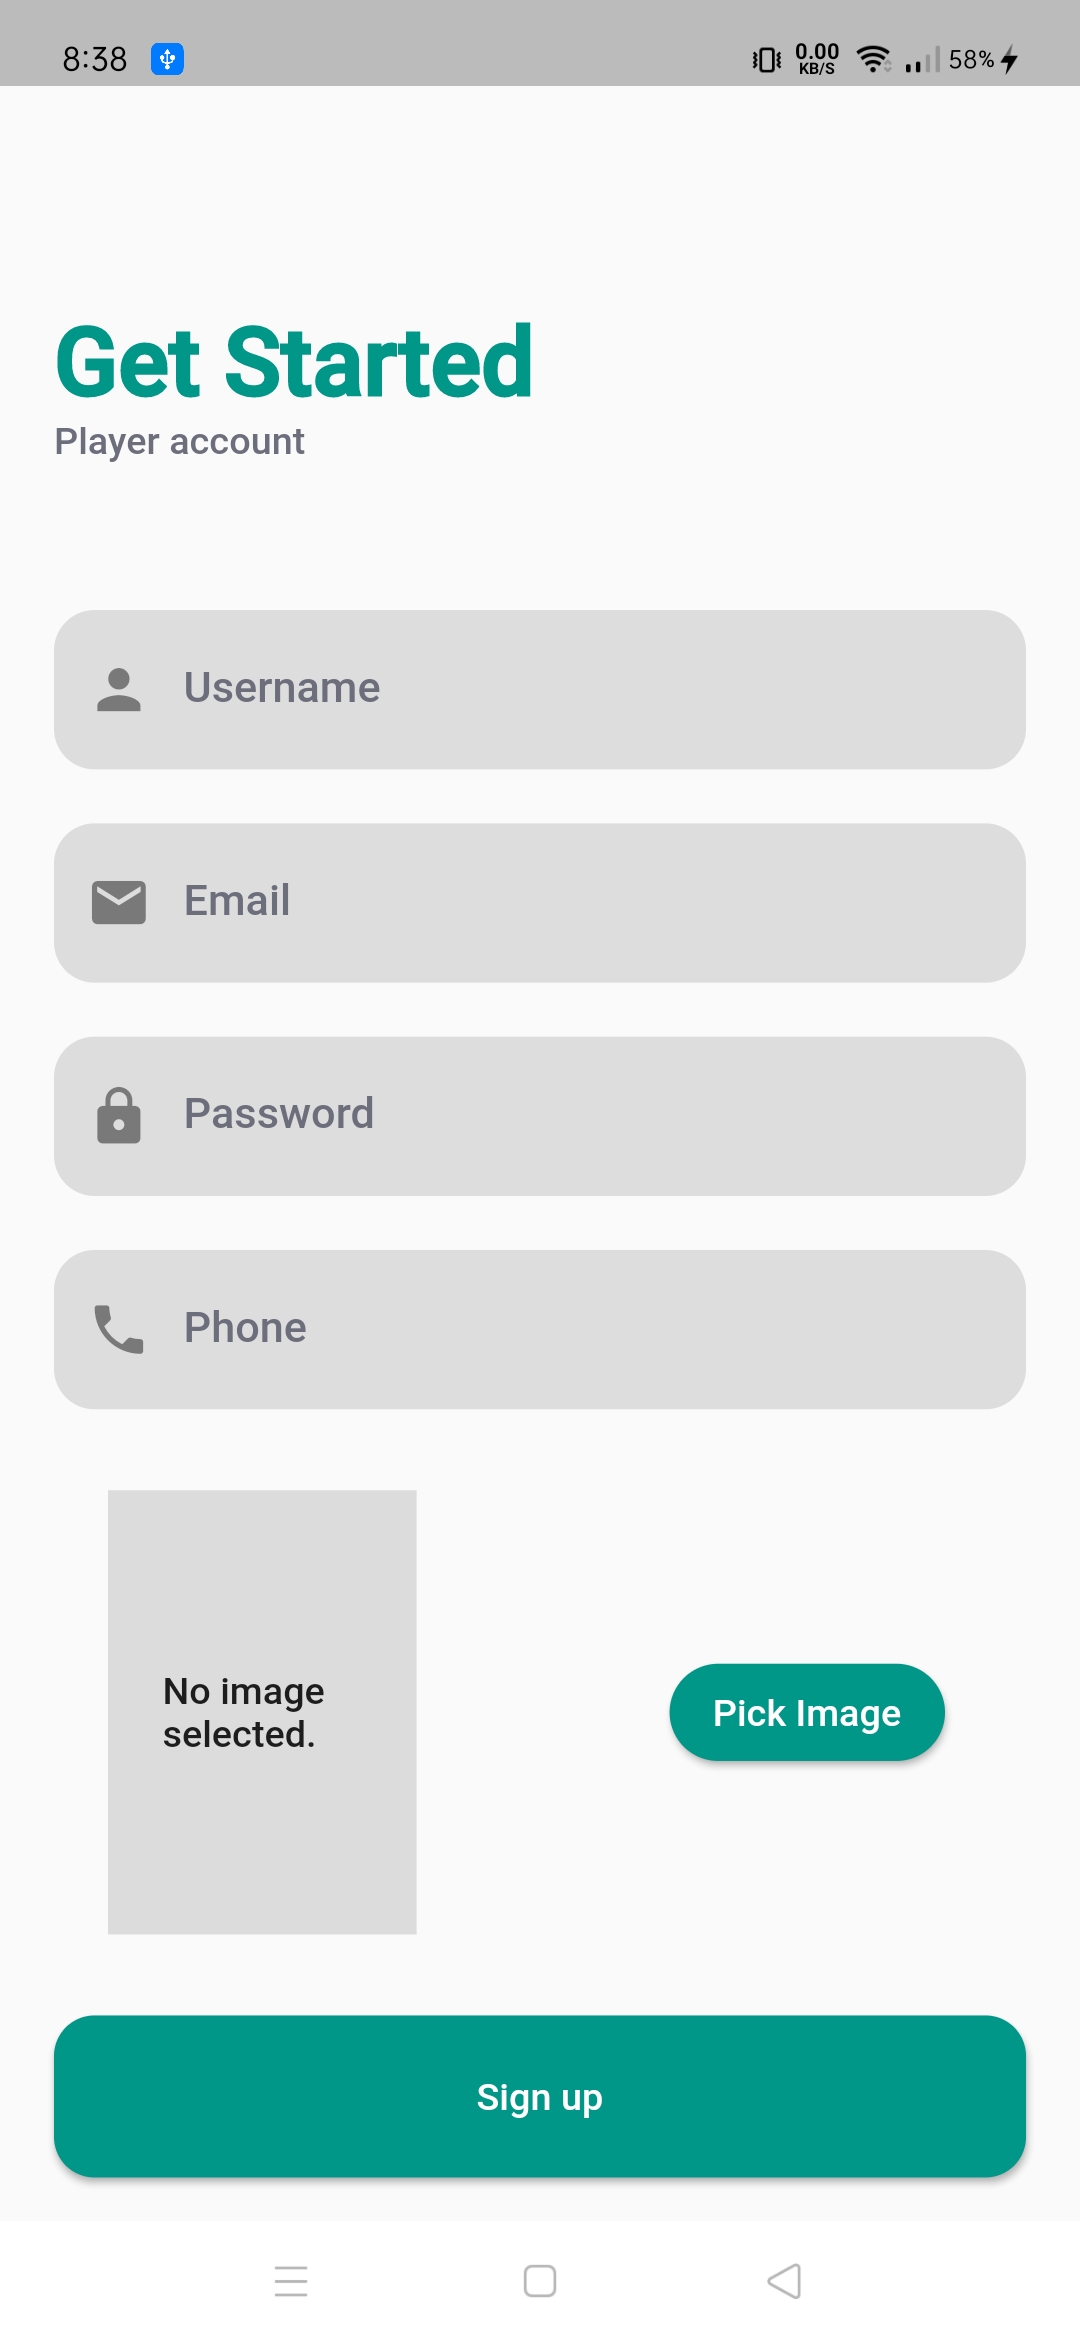 8:38
0.00
KB/S
58%
Get Started
Player account
Username
Email
Password
Phone
No image
selected.
Pick Image
Sign up